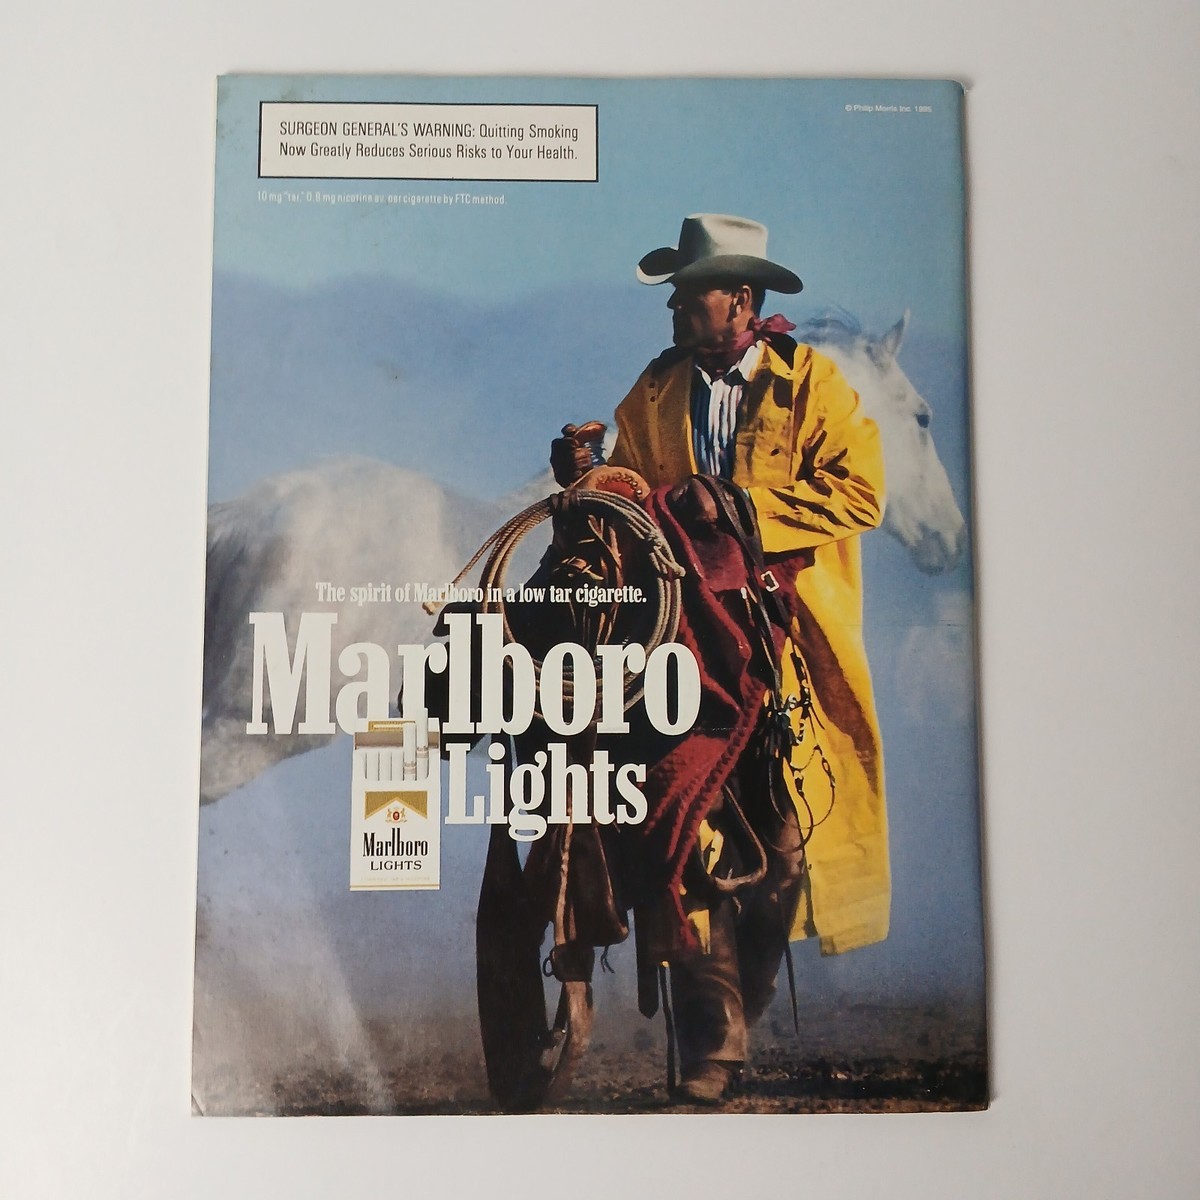 © Philip Morris Inc. 1985
SURGEON GENERAL'S WARNING: Quitting Smoking
Now Greatly Reduces Serious Risks to Your Health.
10 mg "tar," 0.8 mg nicotine av. per cigarette by FTC method.
The spirit of Marlboro in a low tar cigarette.
Marlboro
Lights
Marlboro
LIGHTS